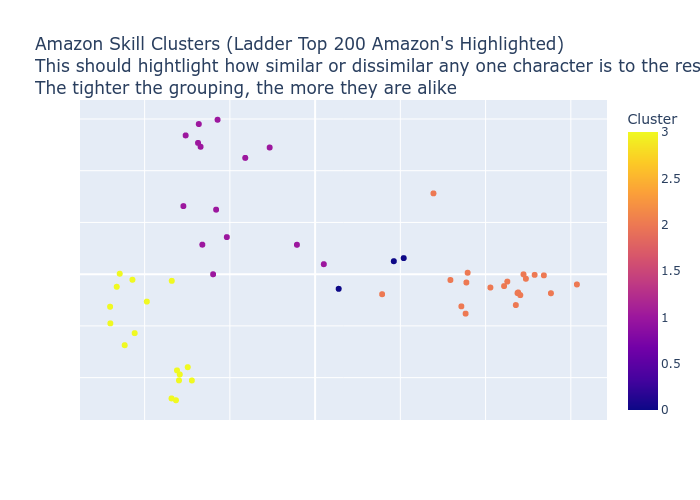 Amazon Skill Clusters (Ladder Top 200 Amazon's Highlighted)
This should hightlight how similar or dissimilar any one character is to the res
The tighter the grouping, the more they are alike
Cluster
3
2.5
2
1.5
1
0.5
0